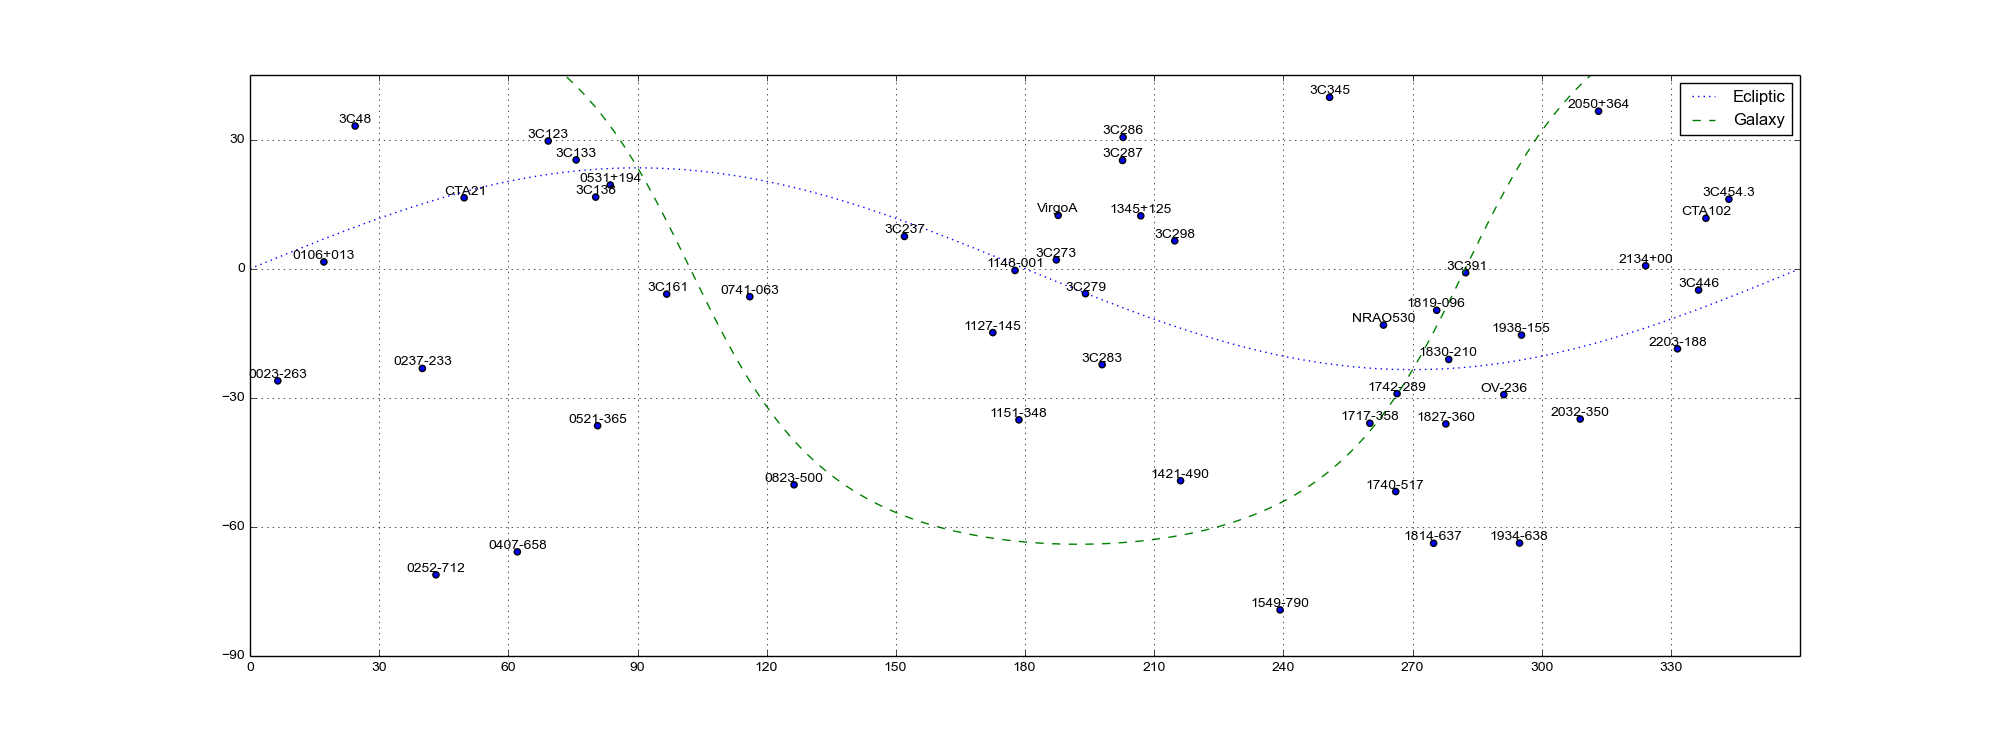 3C345
2050+364
Ecliptic
Galaxy
3C48
3C123
3C286
3C133
3C287
0531+194
3C138
CTA21
VirgoA
1345+125
3C454.3
CTA102
3C237
3C298
0106+013
1148-001
3C273
3C391
2134+00
3C161
0741-063
3C279
3C446
1819-096
NRAO530
1127-145
1938-155
2203-188
0237-233
3C283
1830-210
0023-263
1742-289
OV-236
0521-365
1151-348
1717-358
1827-360
2032-350
0823-500
1421-490
1740-517
0407-658
1814-637
1934-638
0252-712
1549-790
30
0
−30
−60
−90
0 30 60 90 120 150 180 210 240 270 300 330